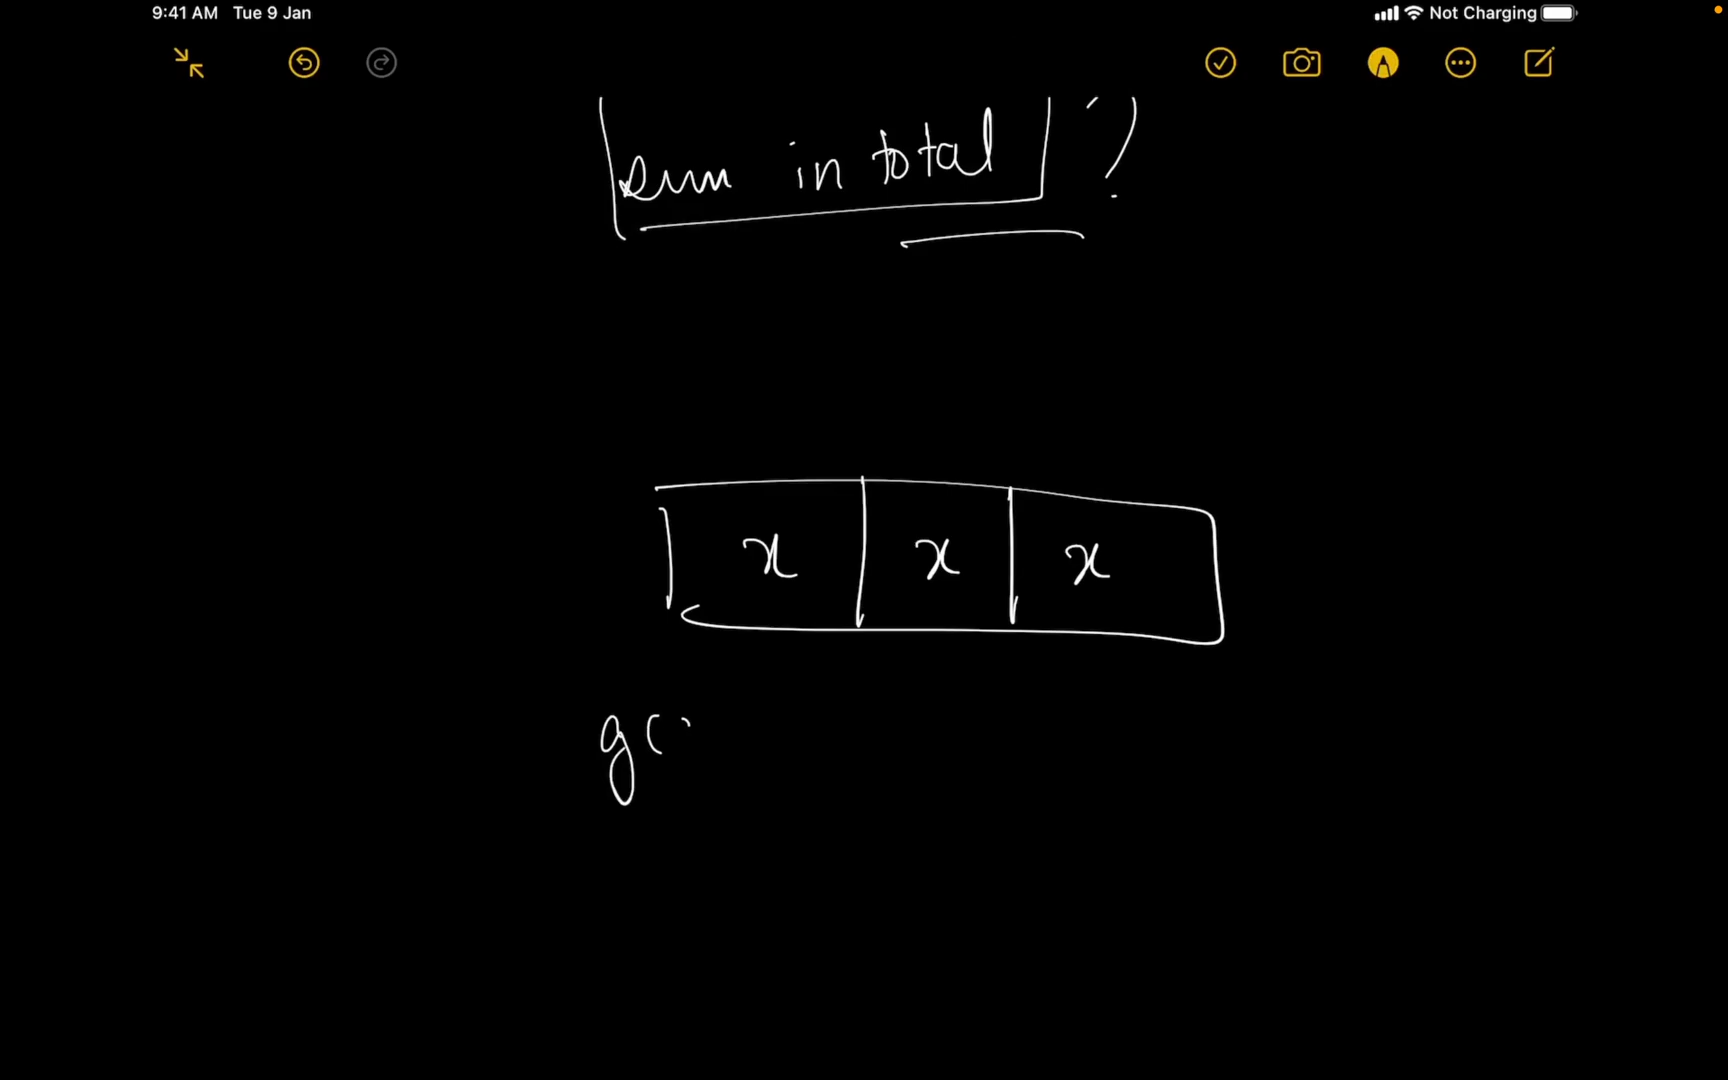 9:41 AM Tue 9 Jan
Not Charging
sum in total ?
x x x
g(